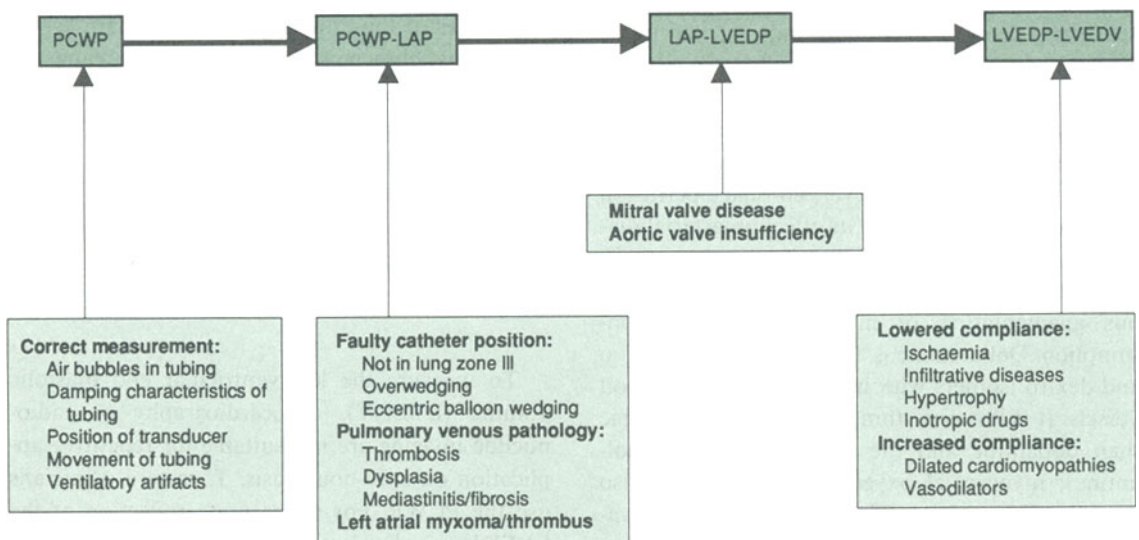 PCWP
PCWP-LAP
LAP-LVEDP
LVEDP-LVEDV
Mitral valve disease
Aortic valve insufficiency
Correct measurement:
Air bubbles in tubing
Damping characteristics of
tubing
Position of transducer
Movement of tubing
Ventilatory artifacts
Faulty catheter position:
Not in lung zone III
Overwedging
Eccentric balloon wedging
Pulmonary venous pathology:
Thrombosis
Dysplasia
Mediastinitis/fibrosis
Left atrial myxoma/thrombus
Lowered compliance:
Ischaemia
Infiltrative diseases
Hypertrophy
Inotropic drugs
Increased compliance:
Dilated cardiomyopathies
Vasodilators